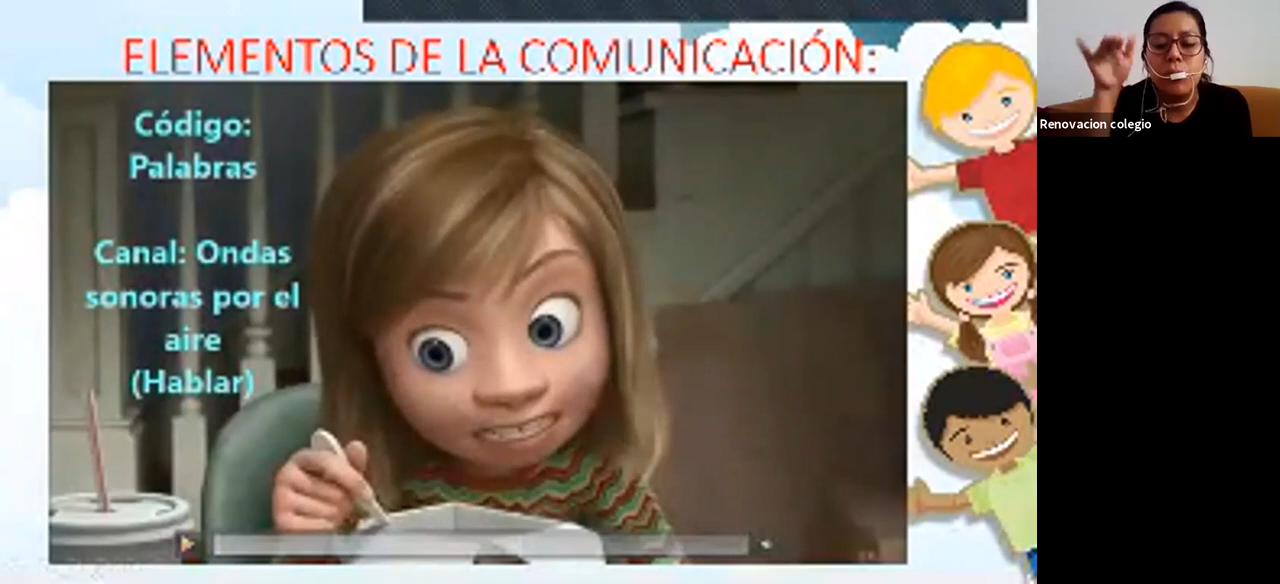 ELEMENTOS DE LA COMUNICACIÓN:
Código:
Palabras
Canal: Ondas
sonoras por el
aire
(Hablar)
Renovacion colegio